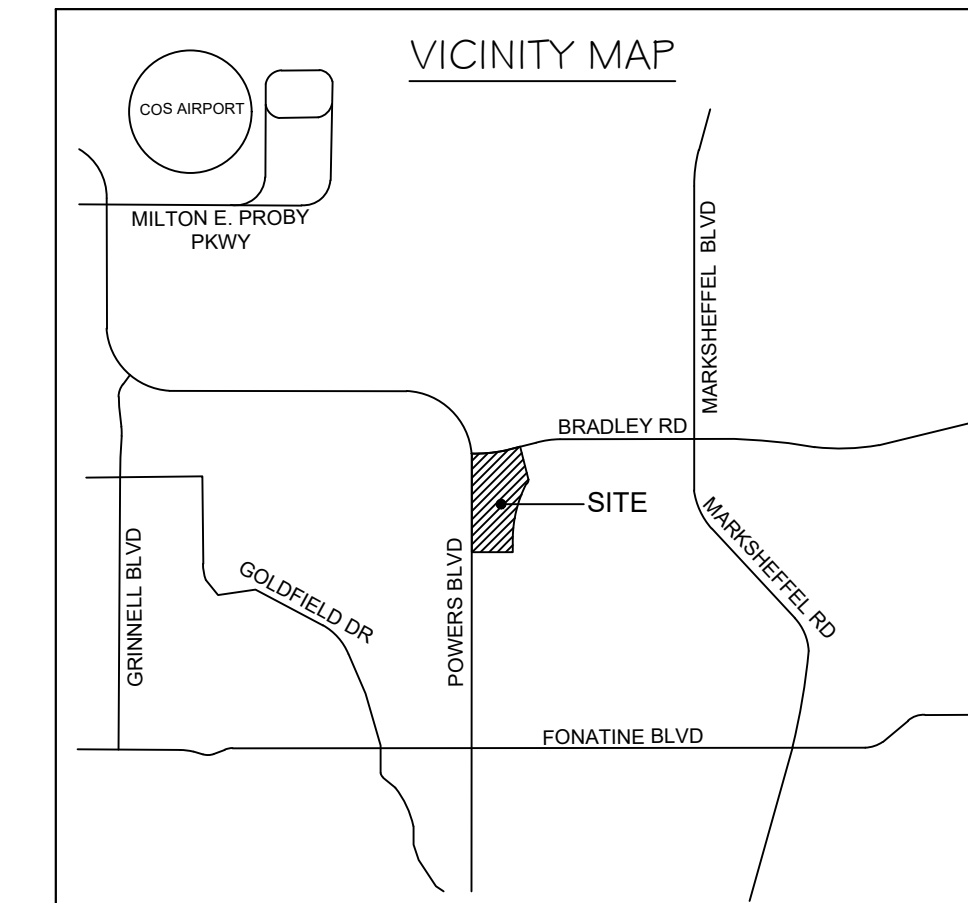 VICINITY MAP
COS AIRPORT
MILTON E. PROBY
PKWY
MARKSHEFFEL BLVD
BRADLEY RD
SITE
MARKSHEFFEL RD
GRINNELL BLVD
GOLDFIELD DR
POWERS BLVD
FONATINE BLVD